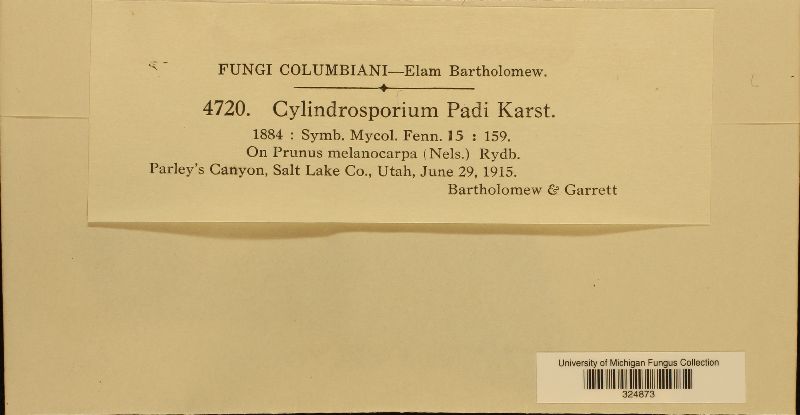 FUNGI COLUMBIANI—Elam Bartholomew.
4720. Cylindrosporium Padi Karst.
1884 : Symb. Mycol. Fenn. 15 : 159.
On Prunus melanocarpa (Nels.) Rydb.
Parley's Canyon, Salt Lake Co., Utah, June 29, 1915.
Bartholomew & Garrett
University of Michigan Fungus Collection
324673